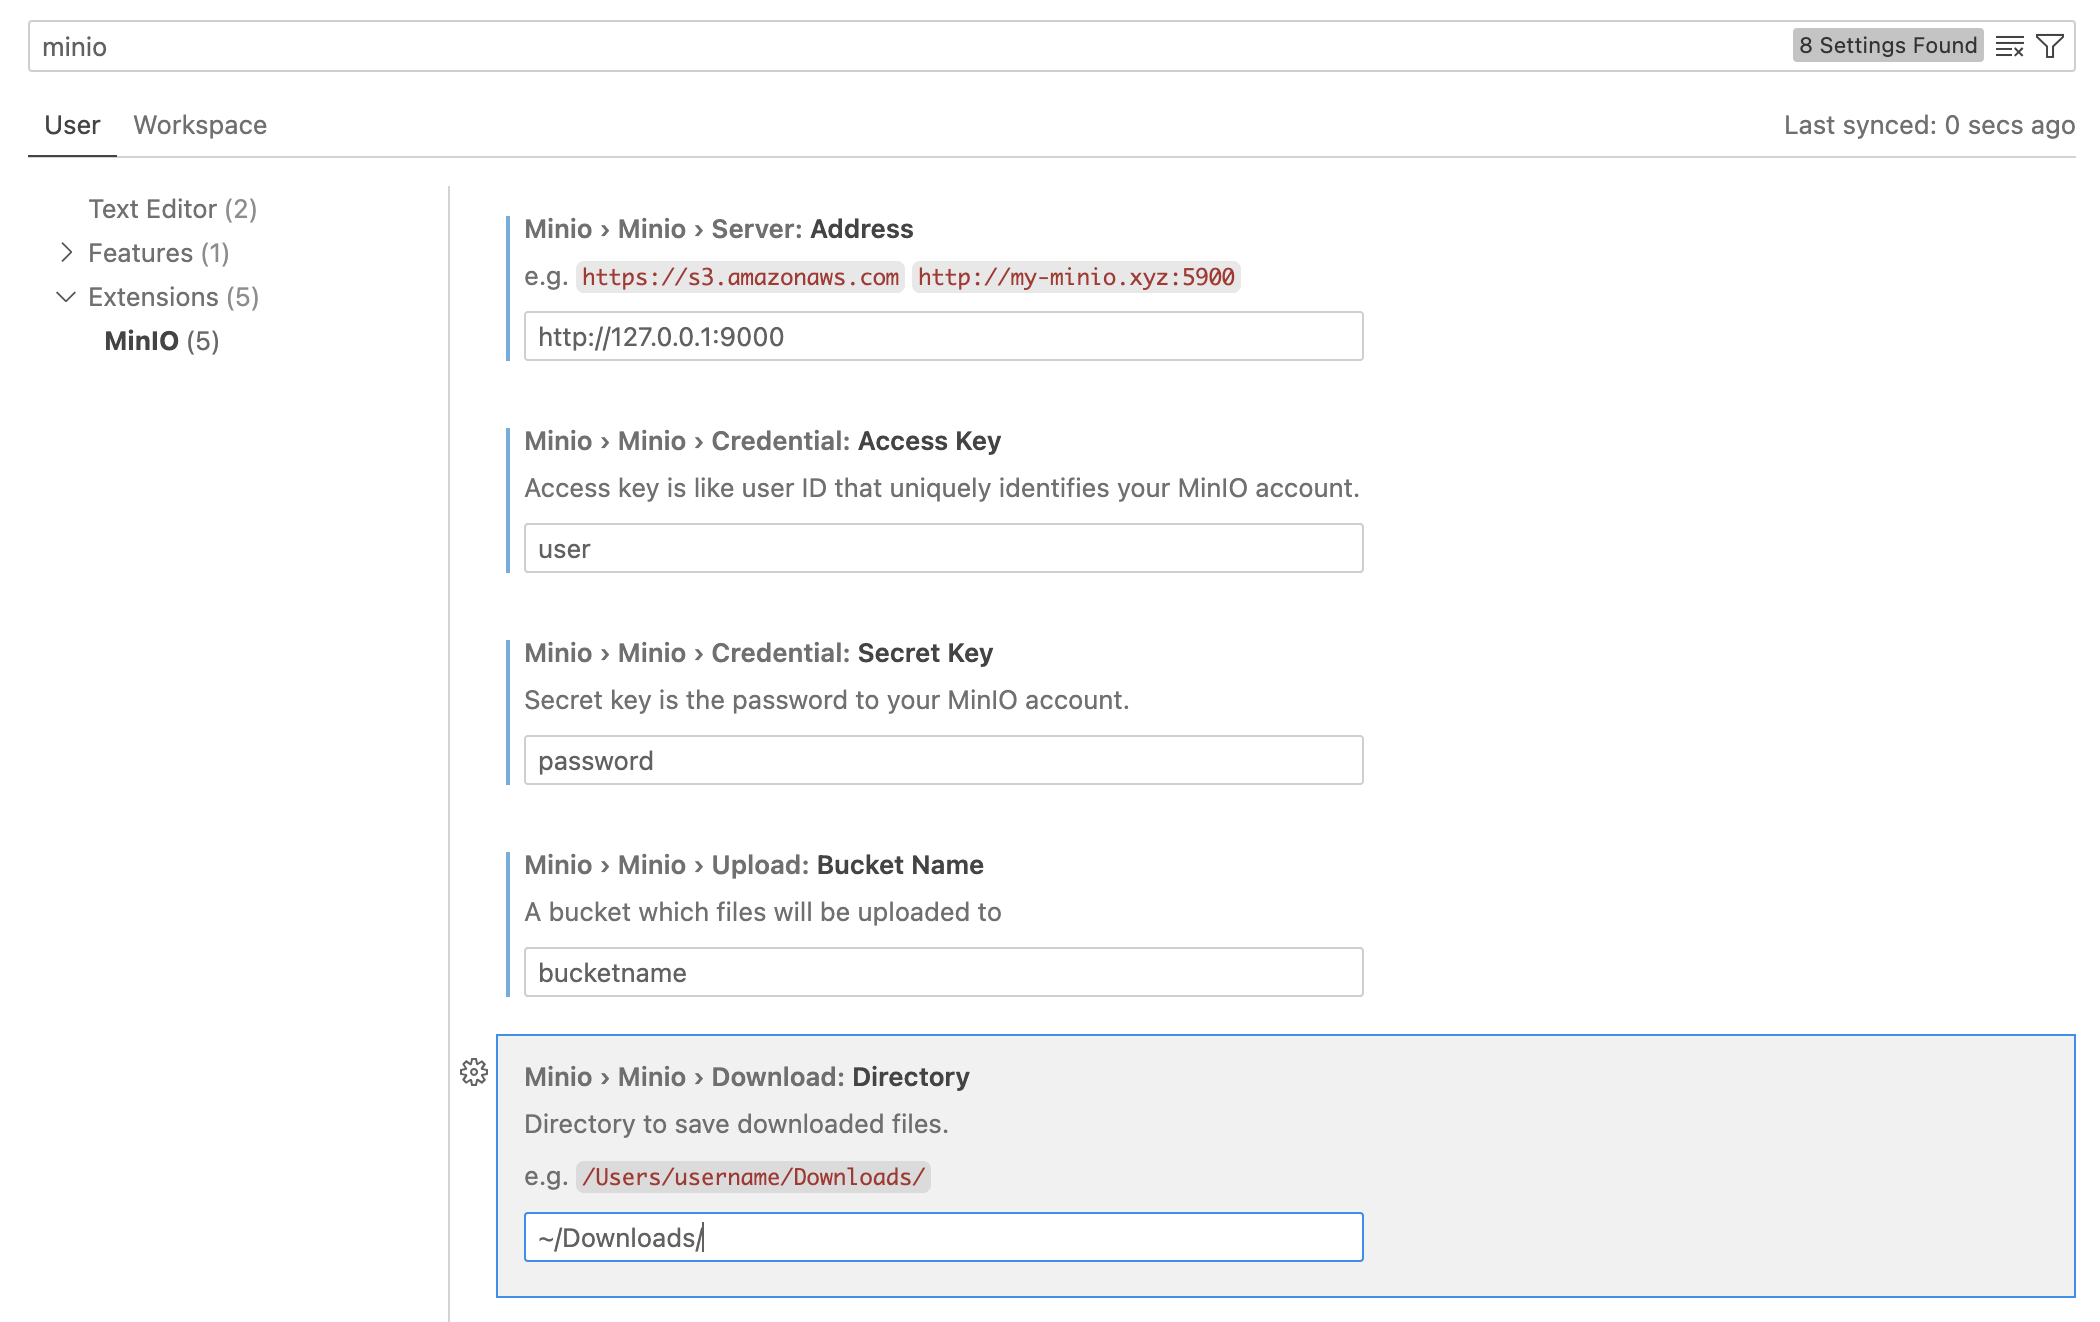 minio
8 Settings Found
User Workspace
Last synced: 0 secs ago
Text Editor (2)
Features (1)
Extensions (5)
MinIO (5)
Minio › Minio › Server: Address
e.g. https://s3.amazonaws.com http://my-minio.xyz:5900
http://127.0.0.1:9000
Minio › Minio › Credential: Access Key
Access key is like user ID that uniquely identifies your MinIO account.
user
Minio › Minio › Credential: Secret Key
Secret key is the password to your MinIO account.
password
Minio › Minio › Upload: Bucket Name
A bucket which files will be uploaded to
bucketname
Minio › Minio › Download: Directory
Directory to save downloaded files.
e.g. /Users/username/Downloads/
~/Downloads/